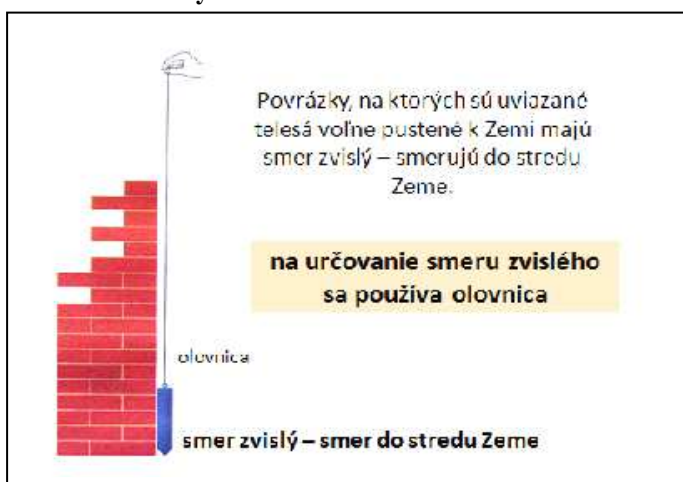 Povrázky, na ktorých sú uviazané
telesá voľne pustené k Zemi majú
smer zvislý – smerujú do stredu
Zeme.
na určovanie smeru zvislého
sa používa olovnica
olovnica
smer zvislý – smer do stredu Zeme